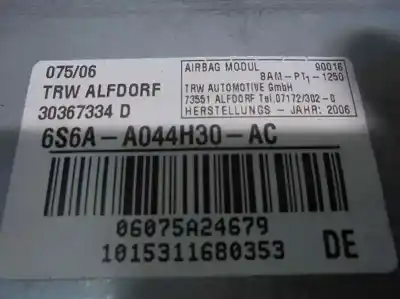 075/06
TRW ALFDORF
30367334 D
AIRBAG MODUL 90016
BAM-PT1-1250
TRW AUTOMOTIVE GmbH
73551 ALFDORF Tel.07172/302-0
HERSTELLUNGS - JAHR: 2006
6S6A-A044H30-AC
06075A24679
1015311680353 DE